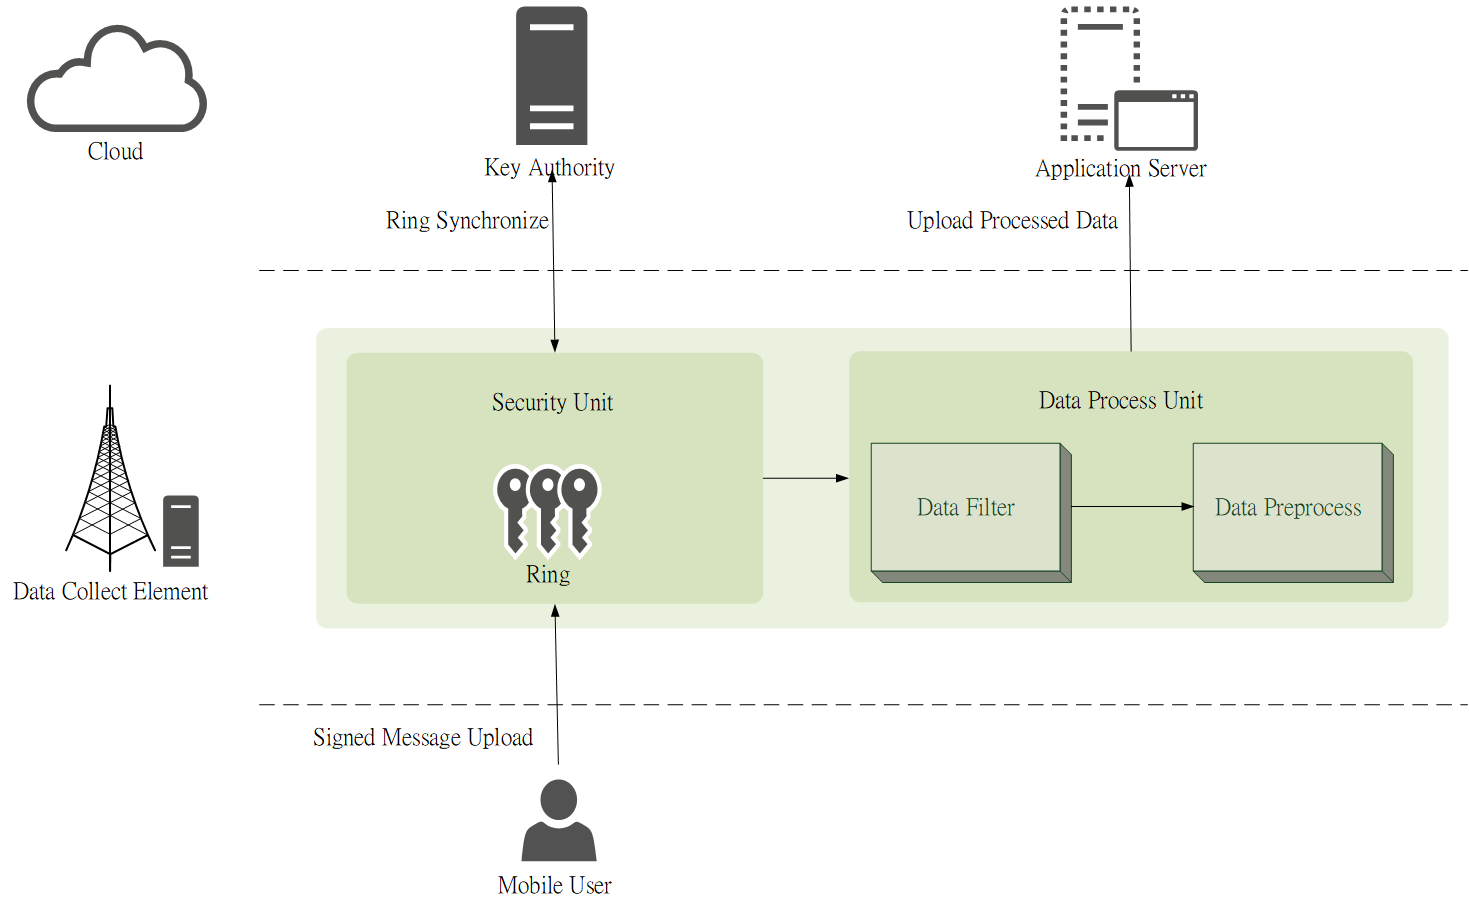 Cloud
Key Authority
Application Server
Ring Synchronize
Upload Processed Data
Security Unit
Data Process Unit
Data Filter
Data Preprocess
Ring
Data Collect Element
Signed Message Upload
Mobile User